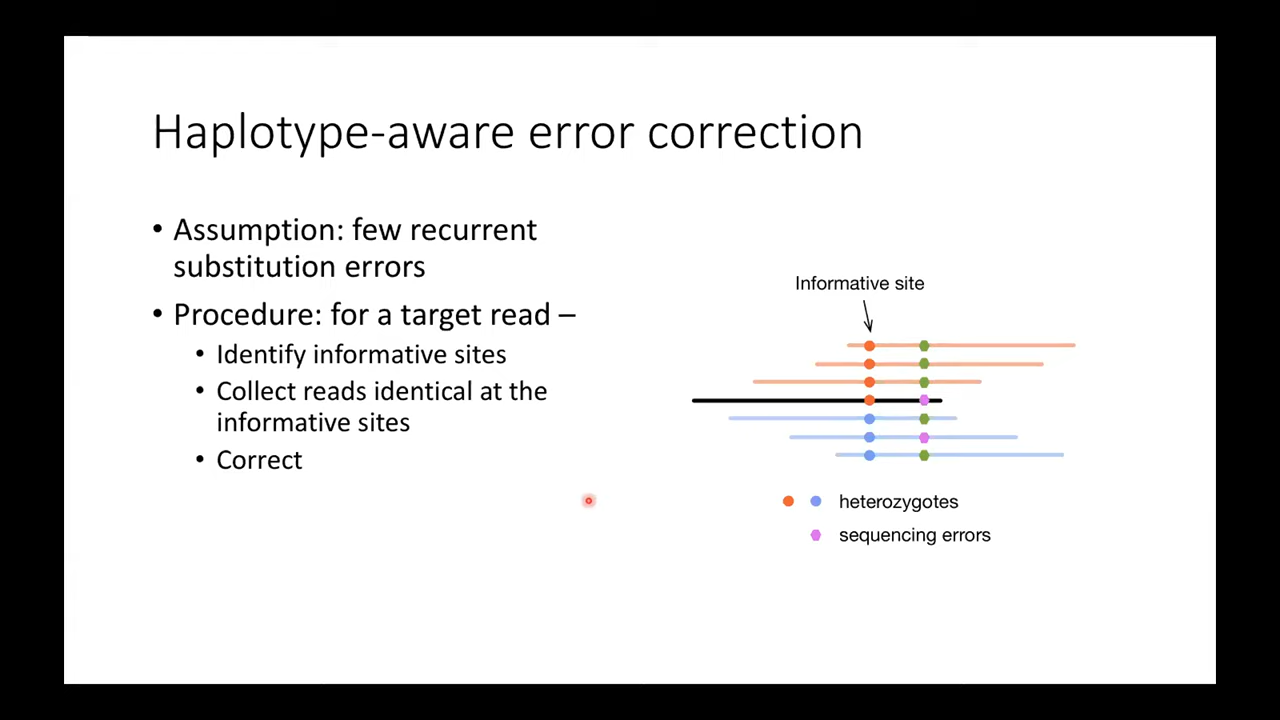 Haplotype-aware error correction
• Assumption: few recurrent
substitution errors
• Procedure: for a target read –
• Identify informative sites
• Collect reads identical at the
informative sites
• Correct
Informative site
heterozygotes
sequencing errors